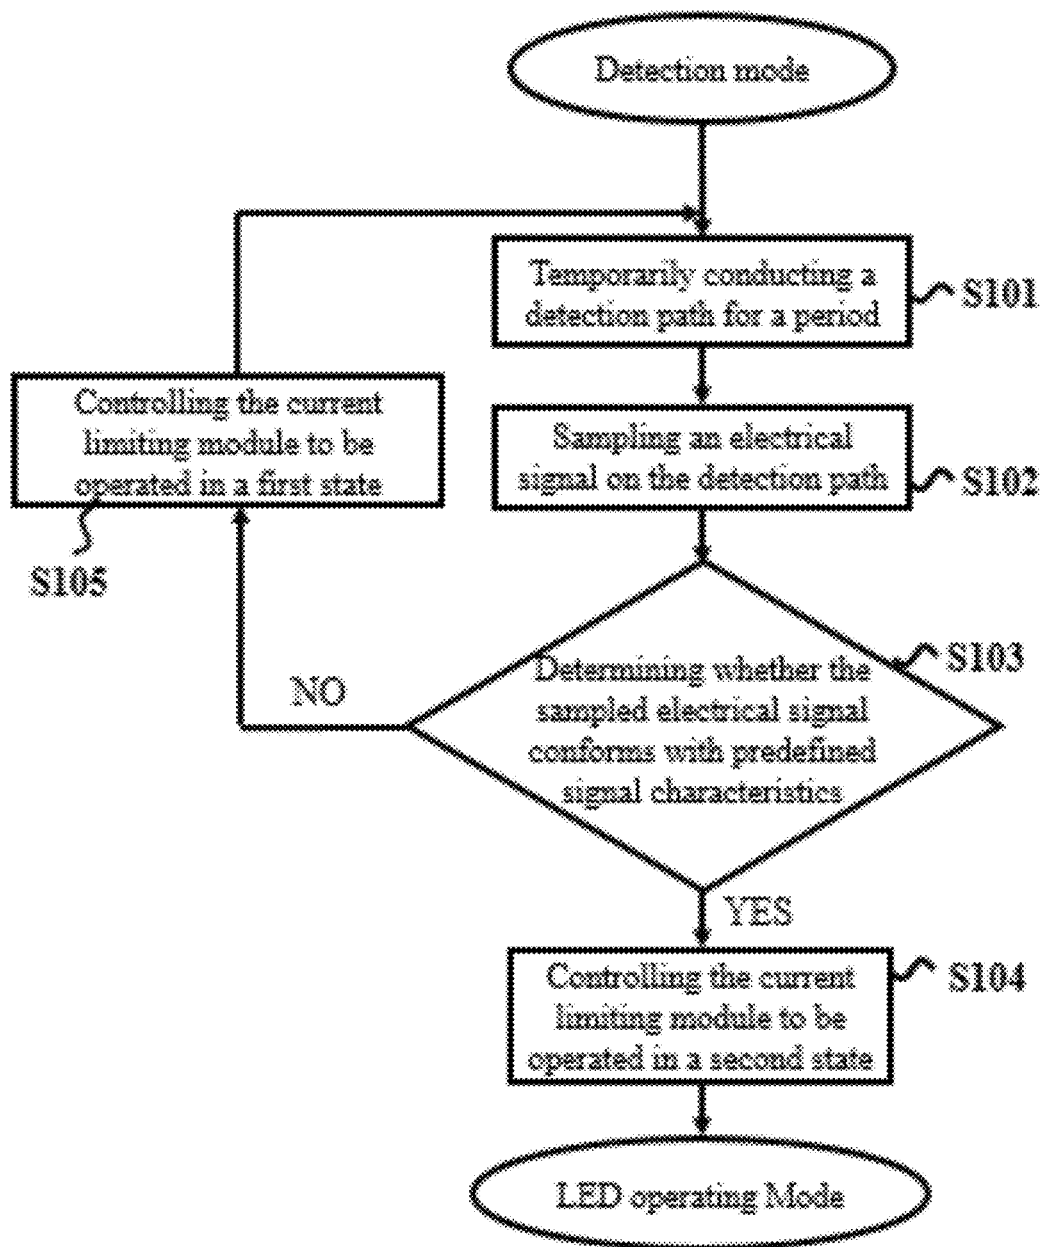 Detection mode
Temporarily conducting a
detection path for a period
S101
Controlling the current
limiting module to be
operated in a first state
S105
Sampling an electrical
signal on the detection path
S102
Determining whether the
sampled electrical signal
conforms with predefined
signal characteristics
S103
NO
YES
Controlling the current
limiting module to be
operated in a second state
S104
LED operating Mode